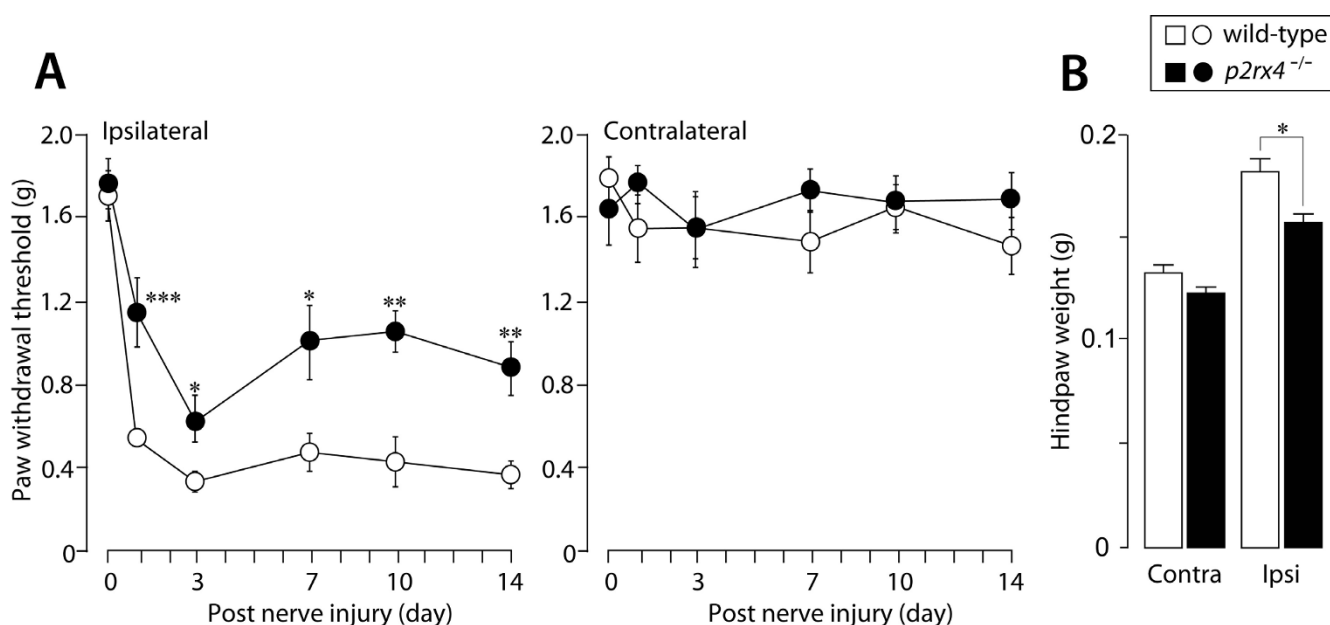 A
Ipsilateral
Paw withdrawal threshold (g)
2.0
1.6
1.2
0.8
0.4
0
***
*
*
**
**
0 3 7 10 14
Post nerve injury (day)
Contralateral
2.0
1.6
1.2
0.8
0.4
0
0 3 7 10 14
Post nerve injury (day)
B
wild-type
p2rx4 −/−
Hindpaw weight (g)
0.2
0.1
0
*
Contra Ipsi